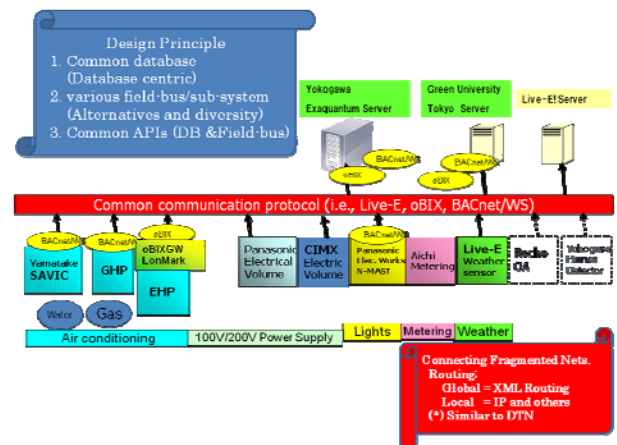 Design Principle
1. Common database
(Database centric)
2. various field-bus/sub-system
(Alternatives and diversity)
3. Common APIs (DB &Field-bus)
Yokogawa
Exaquantum Server
Green University
Tokyo Server
Live-E! Server
BACnet/WS
BACnet/WS
oBIX
Common communication protocol (i.e., Live-E, oBIX, BACnet/WS)
BACnet/WS
BACnet/WS
oBIX
BACnet/WS
Yamatake
SAVIC
GHP
oBIXGW
LonMark
EHP
Panasonic
Electrical
Volume
CIMX
Electric
Volume
Panasonic
Elec. Works
N-MAST
Aichi
Metering
Live-E
Weather
sensor
Yokogawa
Human
Detector
Water
Gas
Air conditioning
100V/200V Power Supply
Lights
Metering
Weather
Connecting Fragmented Nets.
Routing;
Global = XML Routing
Local = IP and others
(*) Similar to DTN